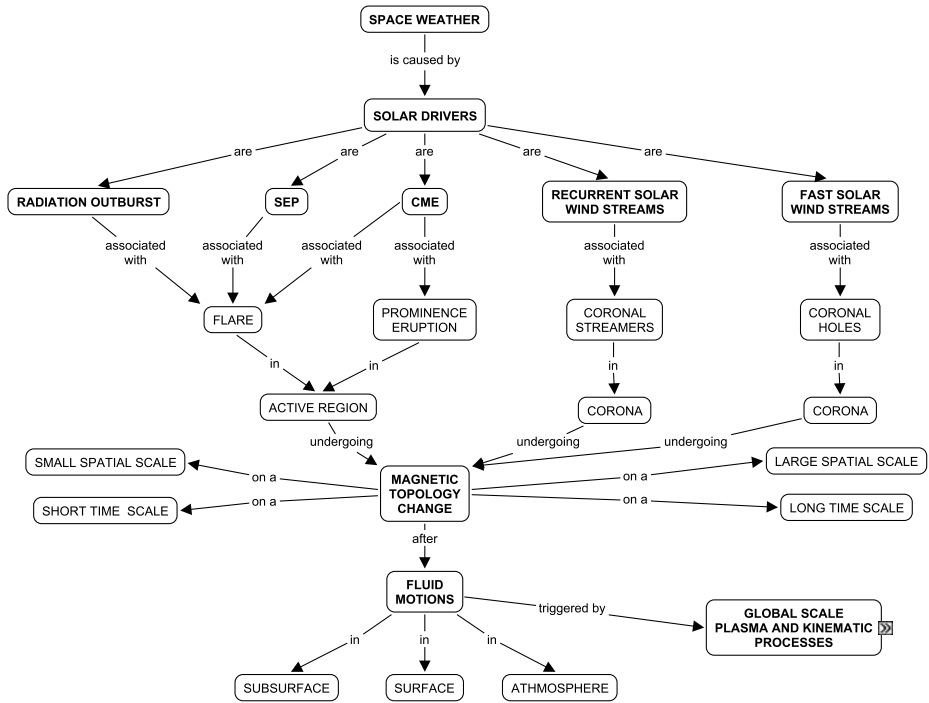 SPACE WEATHER
is caused by
SOLAR DRIVERS
are
are
are
are
are
RADIATION OUTBURST
SEP
CME
RECURRENT SOLAR
WIND STREAMS
FAST SOLAR
WIND STREAMS
associated
with
associated
with
associated
with
associated
with
associated
with
associated
with
FLARE
PROMINENCE
ERUPTION
CORONAL
STREAMERS
CORONAL
HOLES
in
in
in
in
ACTIVE REGION
CORONA
CORONA
undergoing
undergoing
undergoing
SMALL SPATIAL SCALE
on a
MAGNETIC
TOPOLOGY
CHANGE
on a
LARGE SPATIAL SCALE
SHORT TIME SCALE
on a
on a
LONG TIME SCALE
after
FLUID
MOTIONS
triggered by
GLOBAL SCALE
PLASMA AND KINEMATIC
PROCESSES
in
in
in
SUBSURFACE
SURFACE
ATHMOSPHERE